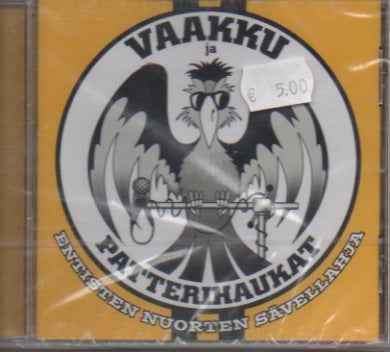 VAAKKU
ja
€ 5.00
PATTERIHAUKAT
ENTISTEN NUORTEN SÄVELLAHJA